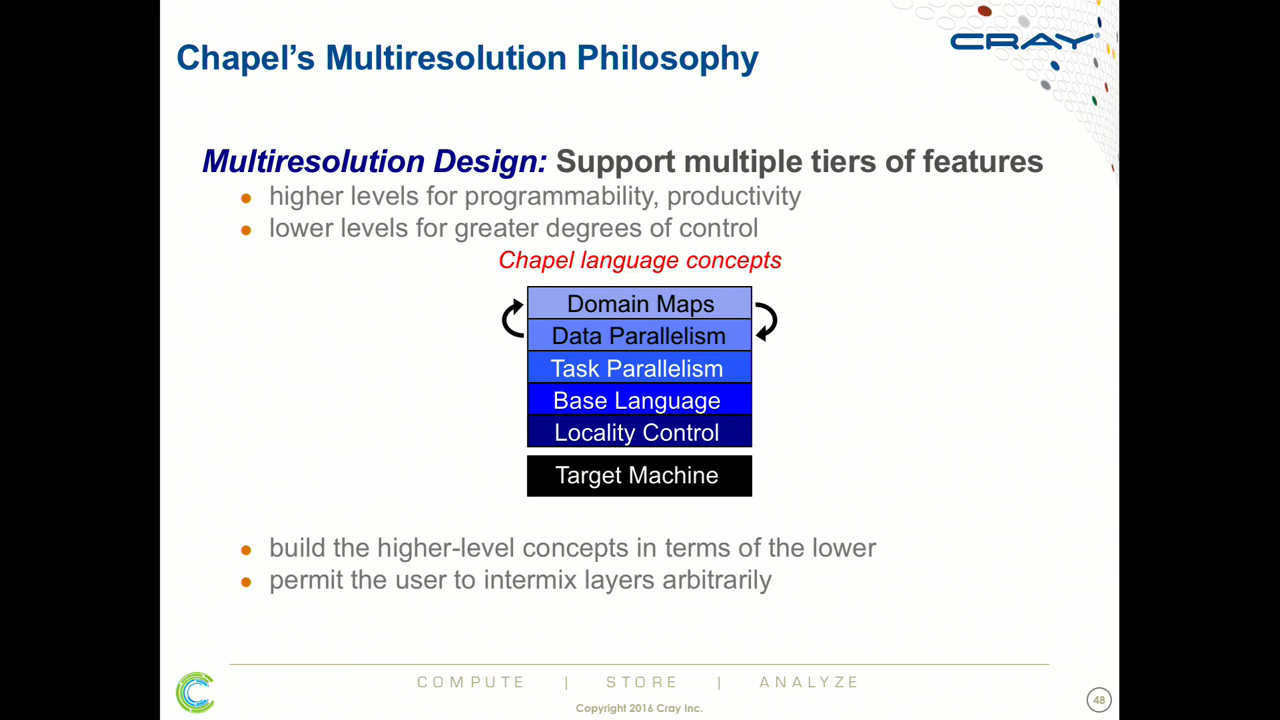 CRAY®
Chapel's Multiresolution Philosophy
Multiresolution Design: Support multiple tiers of features
● higher levels for programmability, productivity
● lower levels for greater degrees of control
Chapel language concepts
Domain Maps
Data Parallelism
Task Parallelism
Base Language
Locality Control
Target Machine
● build the higher-level concepts in terms of the lower
● permit the user to intermix layers arbitrarily
COMPUTE | STORE | ANALYZE
Copyright 2016 Cray Inc.
48